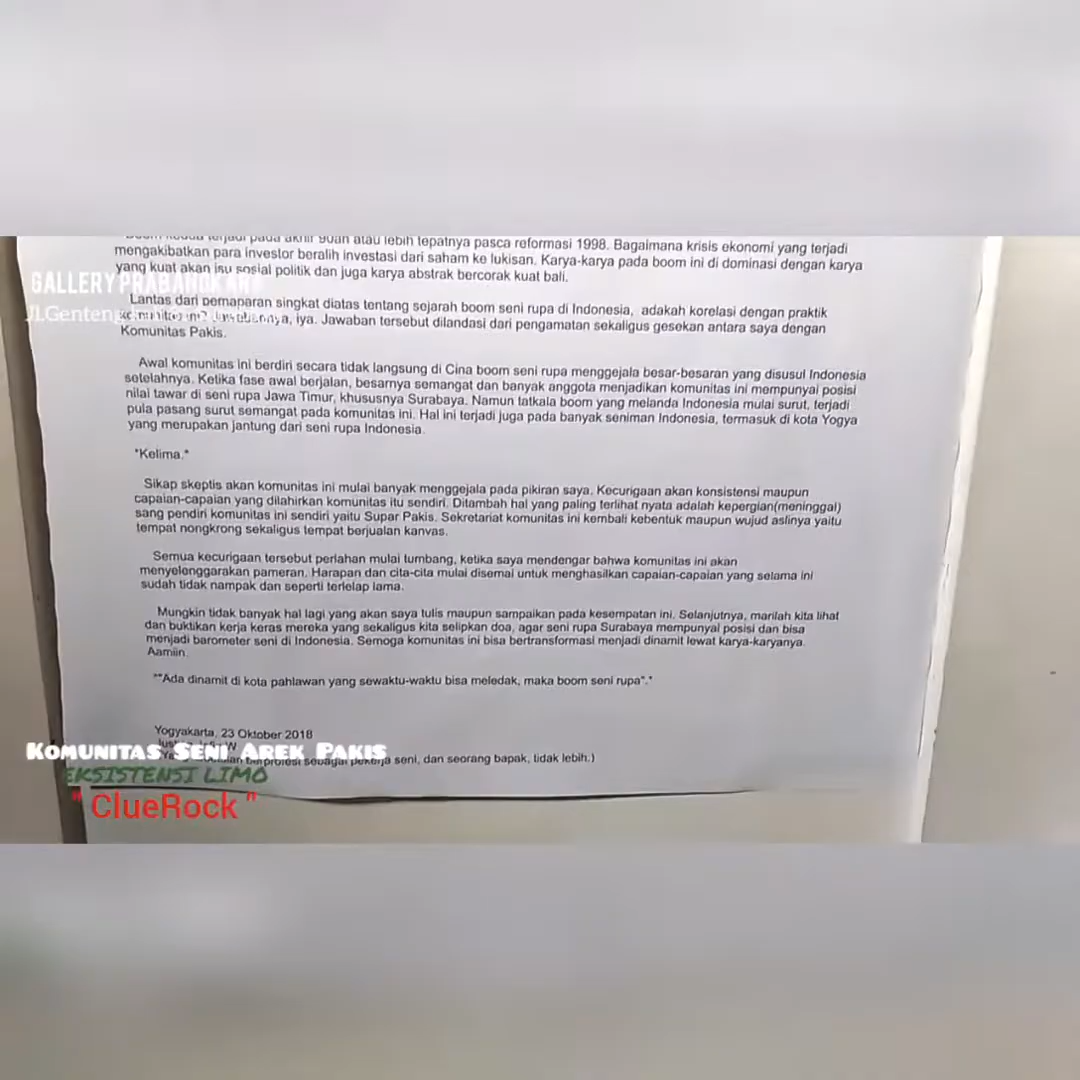 pada akhir 90an atau lebih tepatnya pasca reformasi 1998. Bagaimana krisis ekonomi yang terjadi
mengakibatkan para investor beralih investasi dari saham ke lukisan. Karya-karya pada boom ini di dominasi dengan karya
yang kuat akan isu sosial politik dan juga karya abstrak bercorak kuat bali.
GALLERY PRABANGKARA
Jl.Genteng
Lantas dari pemaparan singkat diatas tentang sejarah boom seni rupa di Indonesia, adakah korelasi dengan praktik
iya. Jawaban tersebut dilandasi dari pengamatan sekaligus gesekan antara saya dengan
Komunitas Pakis.
Awal komunitas ini berdiri secara tidak langsung di Cina boom seni rupa menggejala besar-besaran yang disusul Indonesia
setelahnya. Ketika fase awal berjalan, besarnya semangat dan banyak anggota menjadikan komunitas ini mempunyai posisi
nilai tawar di seni rupa Jawa Timur, khususnya Surabaya. Namun tatkala boom yang melanda Indonesia mulai surut, terjadi
pula pasang surut semangat pada komunitas ini. Hal ini terjadi juga pada banyak seniman Indonesia, termasuk di kota Yogya
yang merupakan jantung dari seni rupa Indonesia.
*Kelima.*
Sikap skeptis akan komunitas ini mulai banyak menggejala pada pikiran saya. Kecurigaan akan konsistensi maupun
capaian-capaian yang dilahirkan komunitas itu sendiri. Ditambah hal yang paling terlihat nyata adalah kepergian(meninggal)
sang pendiri komunitas ini sendiri yaitu Supar Pakis. Sekretariat komunitas ini kembali kebentuk maupun wujud aslinya yaitu
tempat nongkrong sekaligus tempat berjualan kanvas.
Semua kecurigaan tersebut perlahan mulai tumbang, ketika saya mendengar bahwa komunitas ini akan
menyelenggarakan pameran. Harapan dan cita-cita mulai disemai untuk menghasilkan capaian-capaian yang selama ini
sudah tidak nampak dan seperti terlelap lama.
Mungkin tidak banyak hal lagi yang akan saya tulis maupun sampaikan pada kesempatan ini. Selanjutnya, marilah kita lihat
dan buktikan kerja keras mereka yang sekaligus kita selipkan doa, agar seni rupa Surabaya mempunyai posisi dan bisa
menjadi barometer seni di Indonesia. Semoga komunitas ini bisa bertransformasi menjadi dinamit lewat karya-karyanya.
Aamiin.
*"Ada dinamit di kota pahlawan yang sewaktu-waktu bisa meledak, maka boom seni rupa".*
Yogyakarta, 23 Oktober 2018
KOMUNITAS SENI AREK PAKIS
berprofesi sebagai pekerja seni, dan seorang bapak, tidak lebih.)
EKSISTENSI LIMO
" ClueRock "